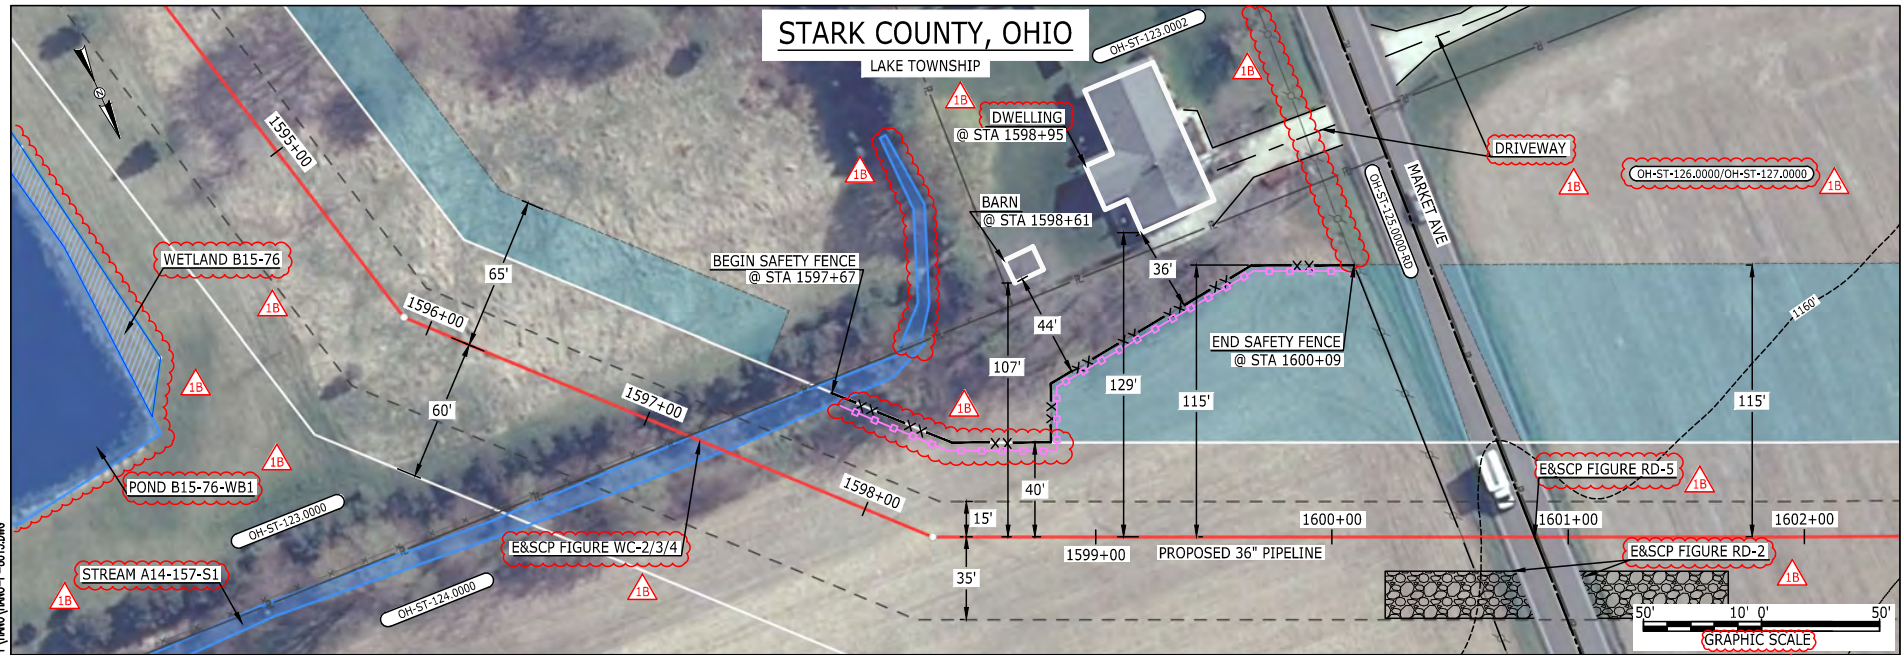 STARK COUNTY, OHIO
LAKE TOWNSHIP
OH-ST-123.0002
1B
1B
DWELLING
@ STA 1598+95
1595+00
1B
DRIVEWAY
MARKET AVE
OH-ST-126.0000/OH-ST-127.0000
1B
1B
OH-ST-125.0000-RD
BARN
@ STA 1598+61
WETLAND B15-76
65'
BEGIN SAFETY FENCE
@ STA 1597+67
36'
1B
1596+00
44'
1160'
END SAFETY FENCE
@ STA 1600+09
107'
129'
115'
115'
1B
60'
1597+00
1B
1B
POND B15-76-WB1
E&SCP FIGURE RD-5
1B
1598+00
40'
OH-ST-123.0000
15'
1600+00
1601+00
1602+00
E&SCP FIGURE WC-2/3/4
1599+00
PROPOSED 36" PIPELINE
E&SCP FIGURE RD-2
STREAM A14-157-S1
35'
1B
1B
1B
OH-ST-124.0000
50'
10'
0'
50'
GRAPHIC SCALE